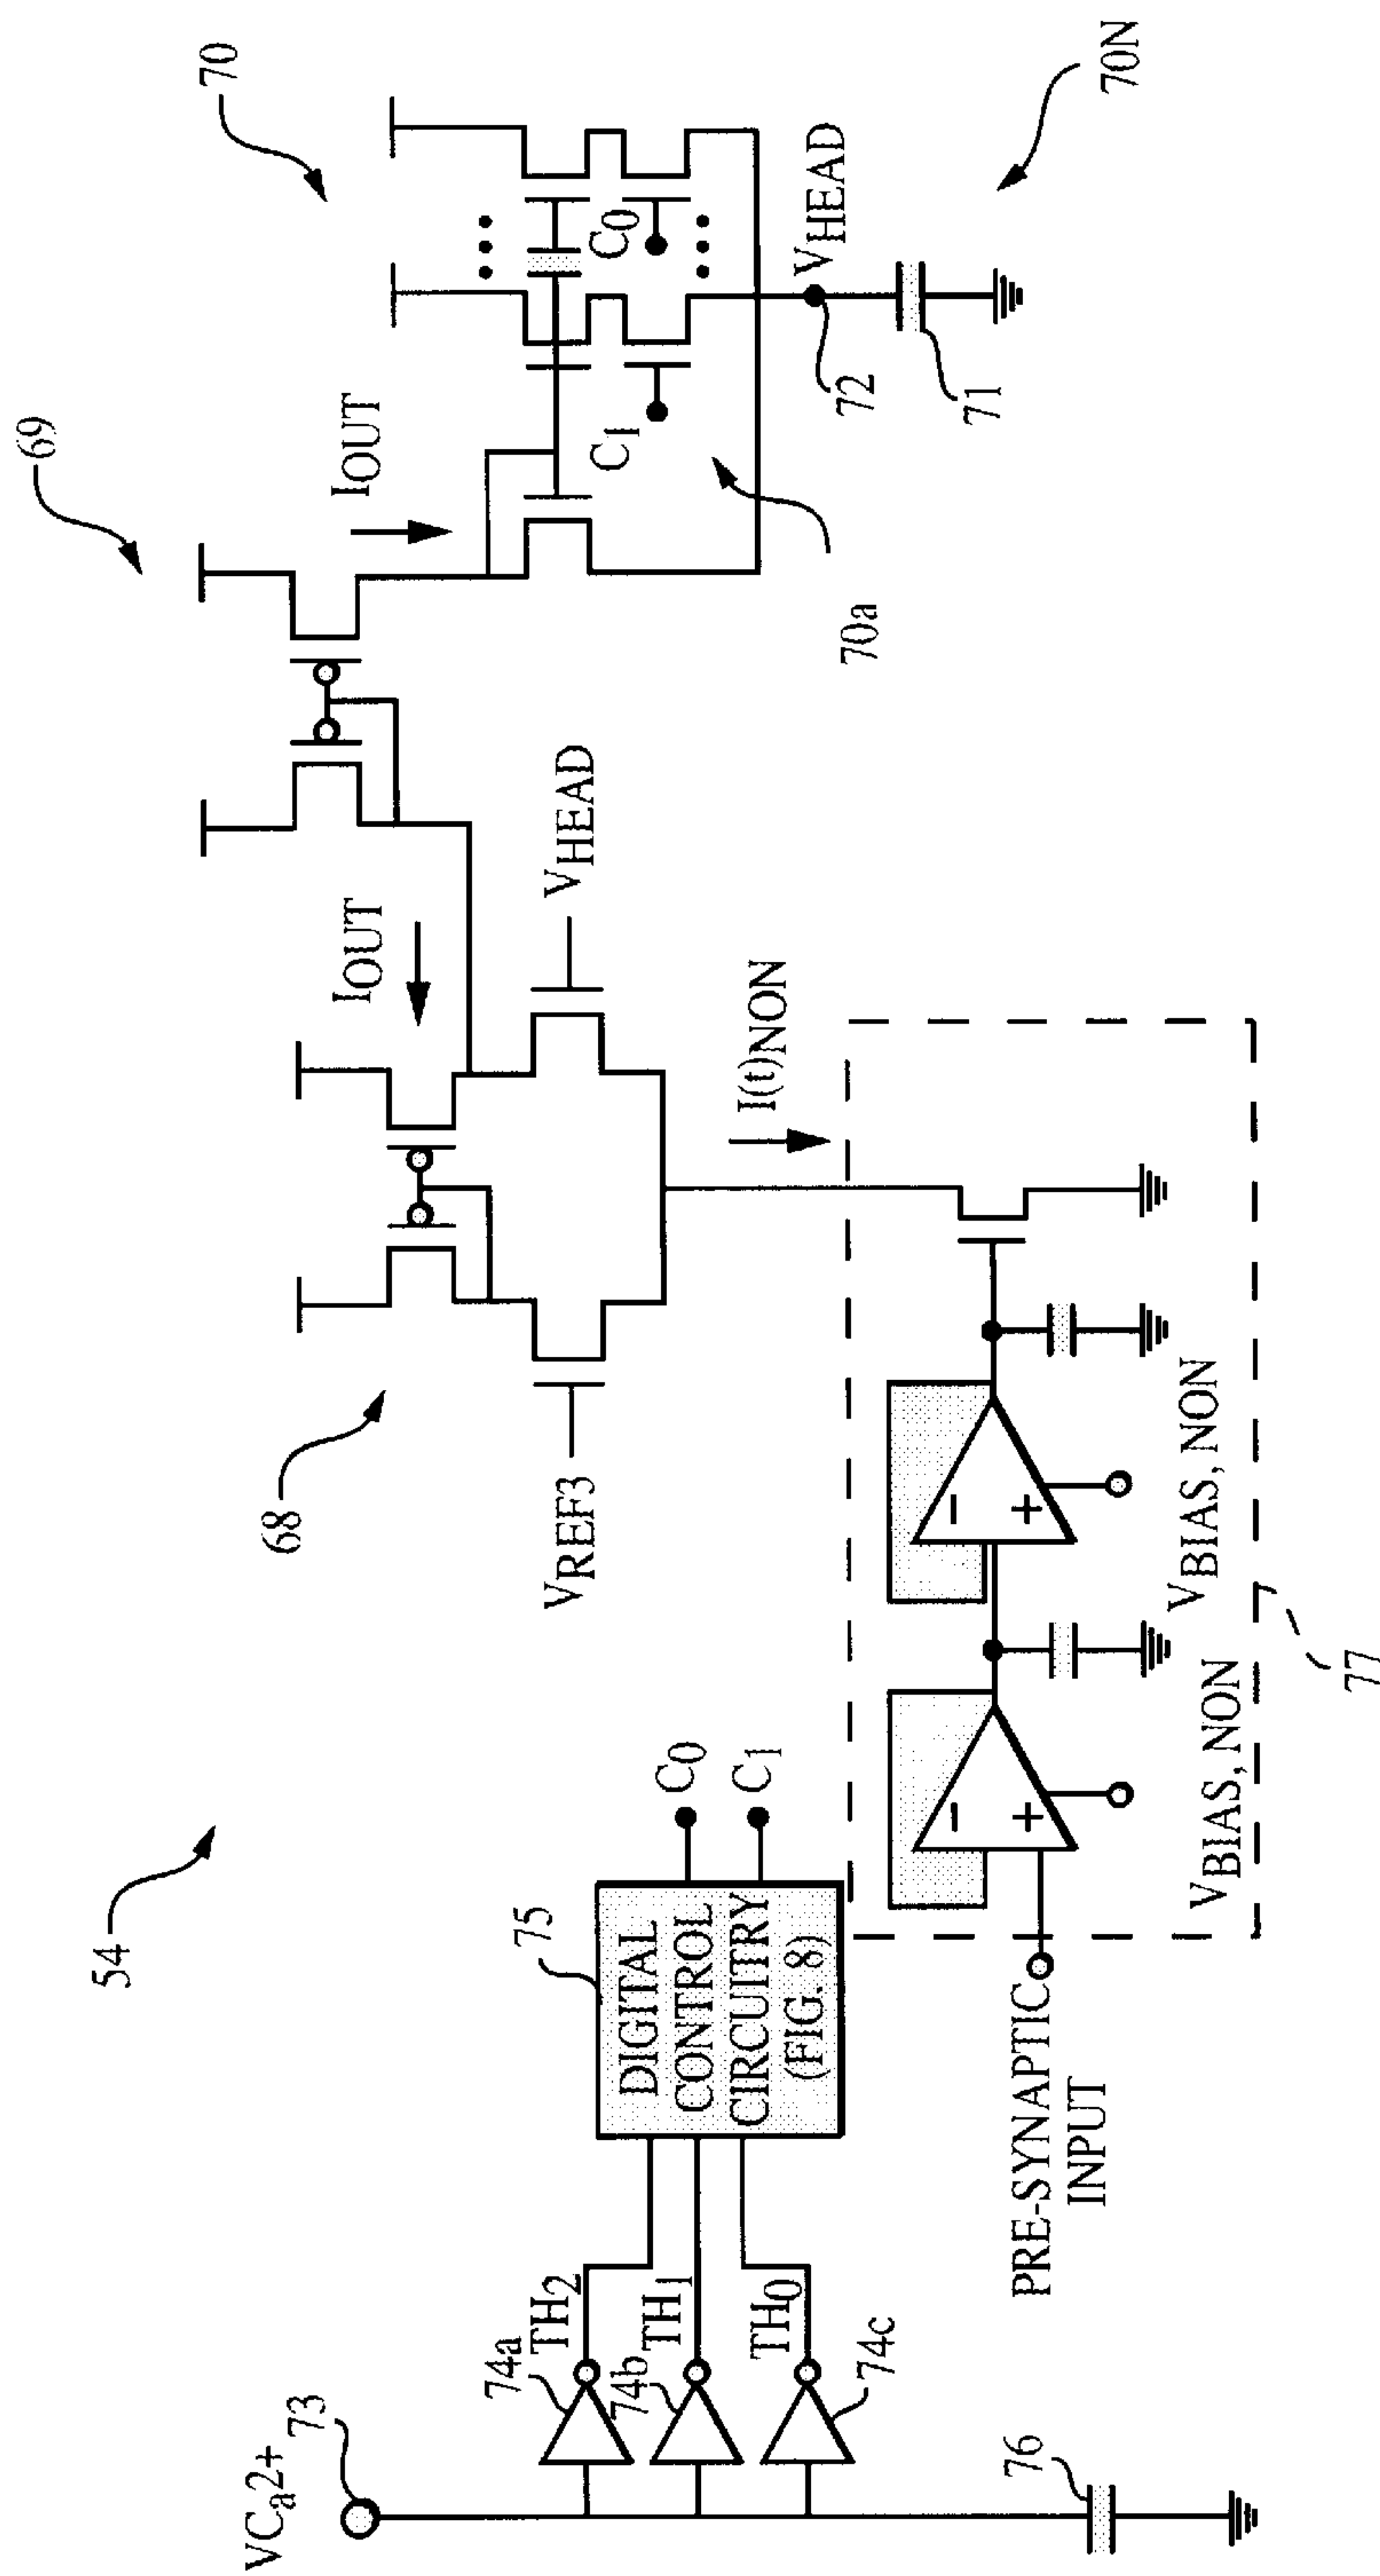 54
VCa2+
73
74a
TH2
74b
TH1
TH0
74c
76
75
DIGITAL
CONTROL
CIRCUITRY
(FIG. 8)
C0
C1
PRE-SYNAPTIC
INPUT
VBIAS, NON
VBIAS, NON
77
68
VREF3
IOUT
VHEAD
I(t)NON
69
IOUT
70
C1
C0
70a
72
VHEAD
71
70N